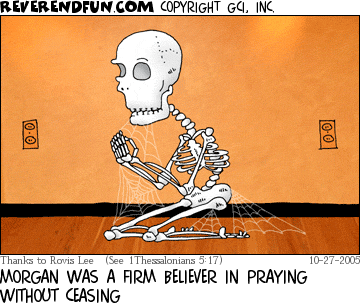 REVERENDFUN.COM COPYRIGHT GCI, INC.
Thanks to Rovis Lee (See 1Thessalonians 5:17) 10-27-2005
MORGAN WAS A FIRM BELIEVER IN PRAYING
WITHOUT CEASING